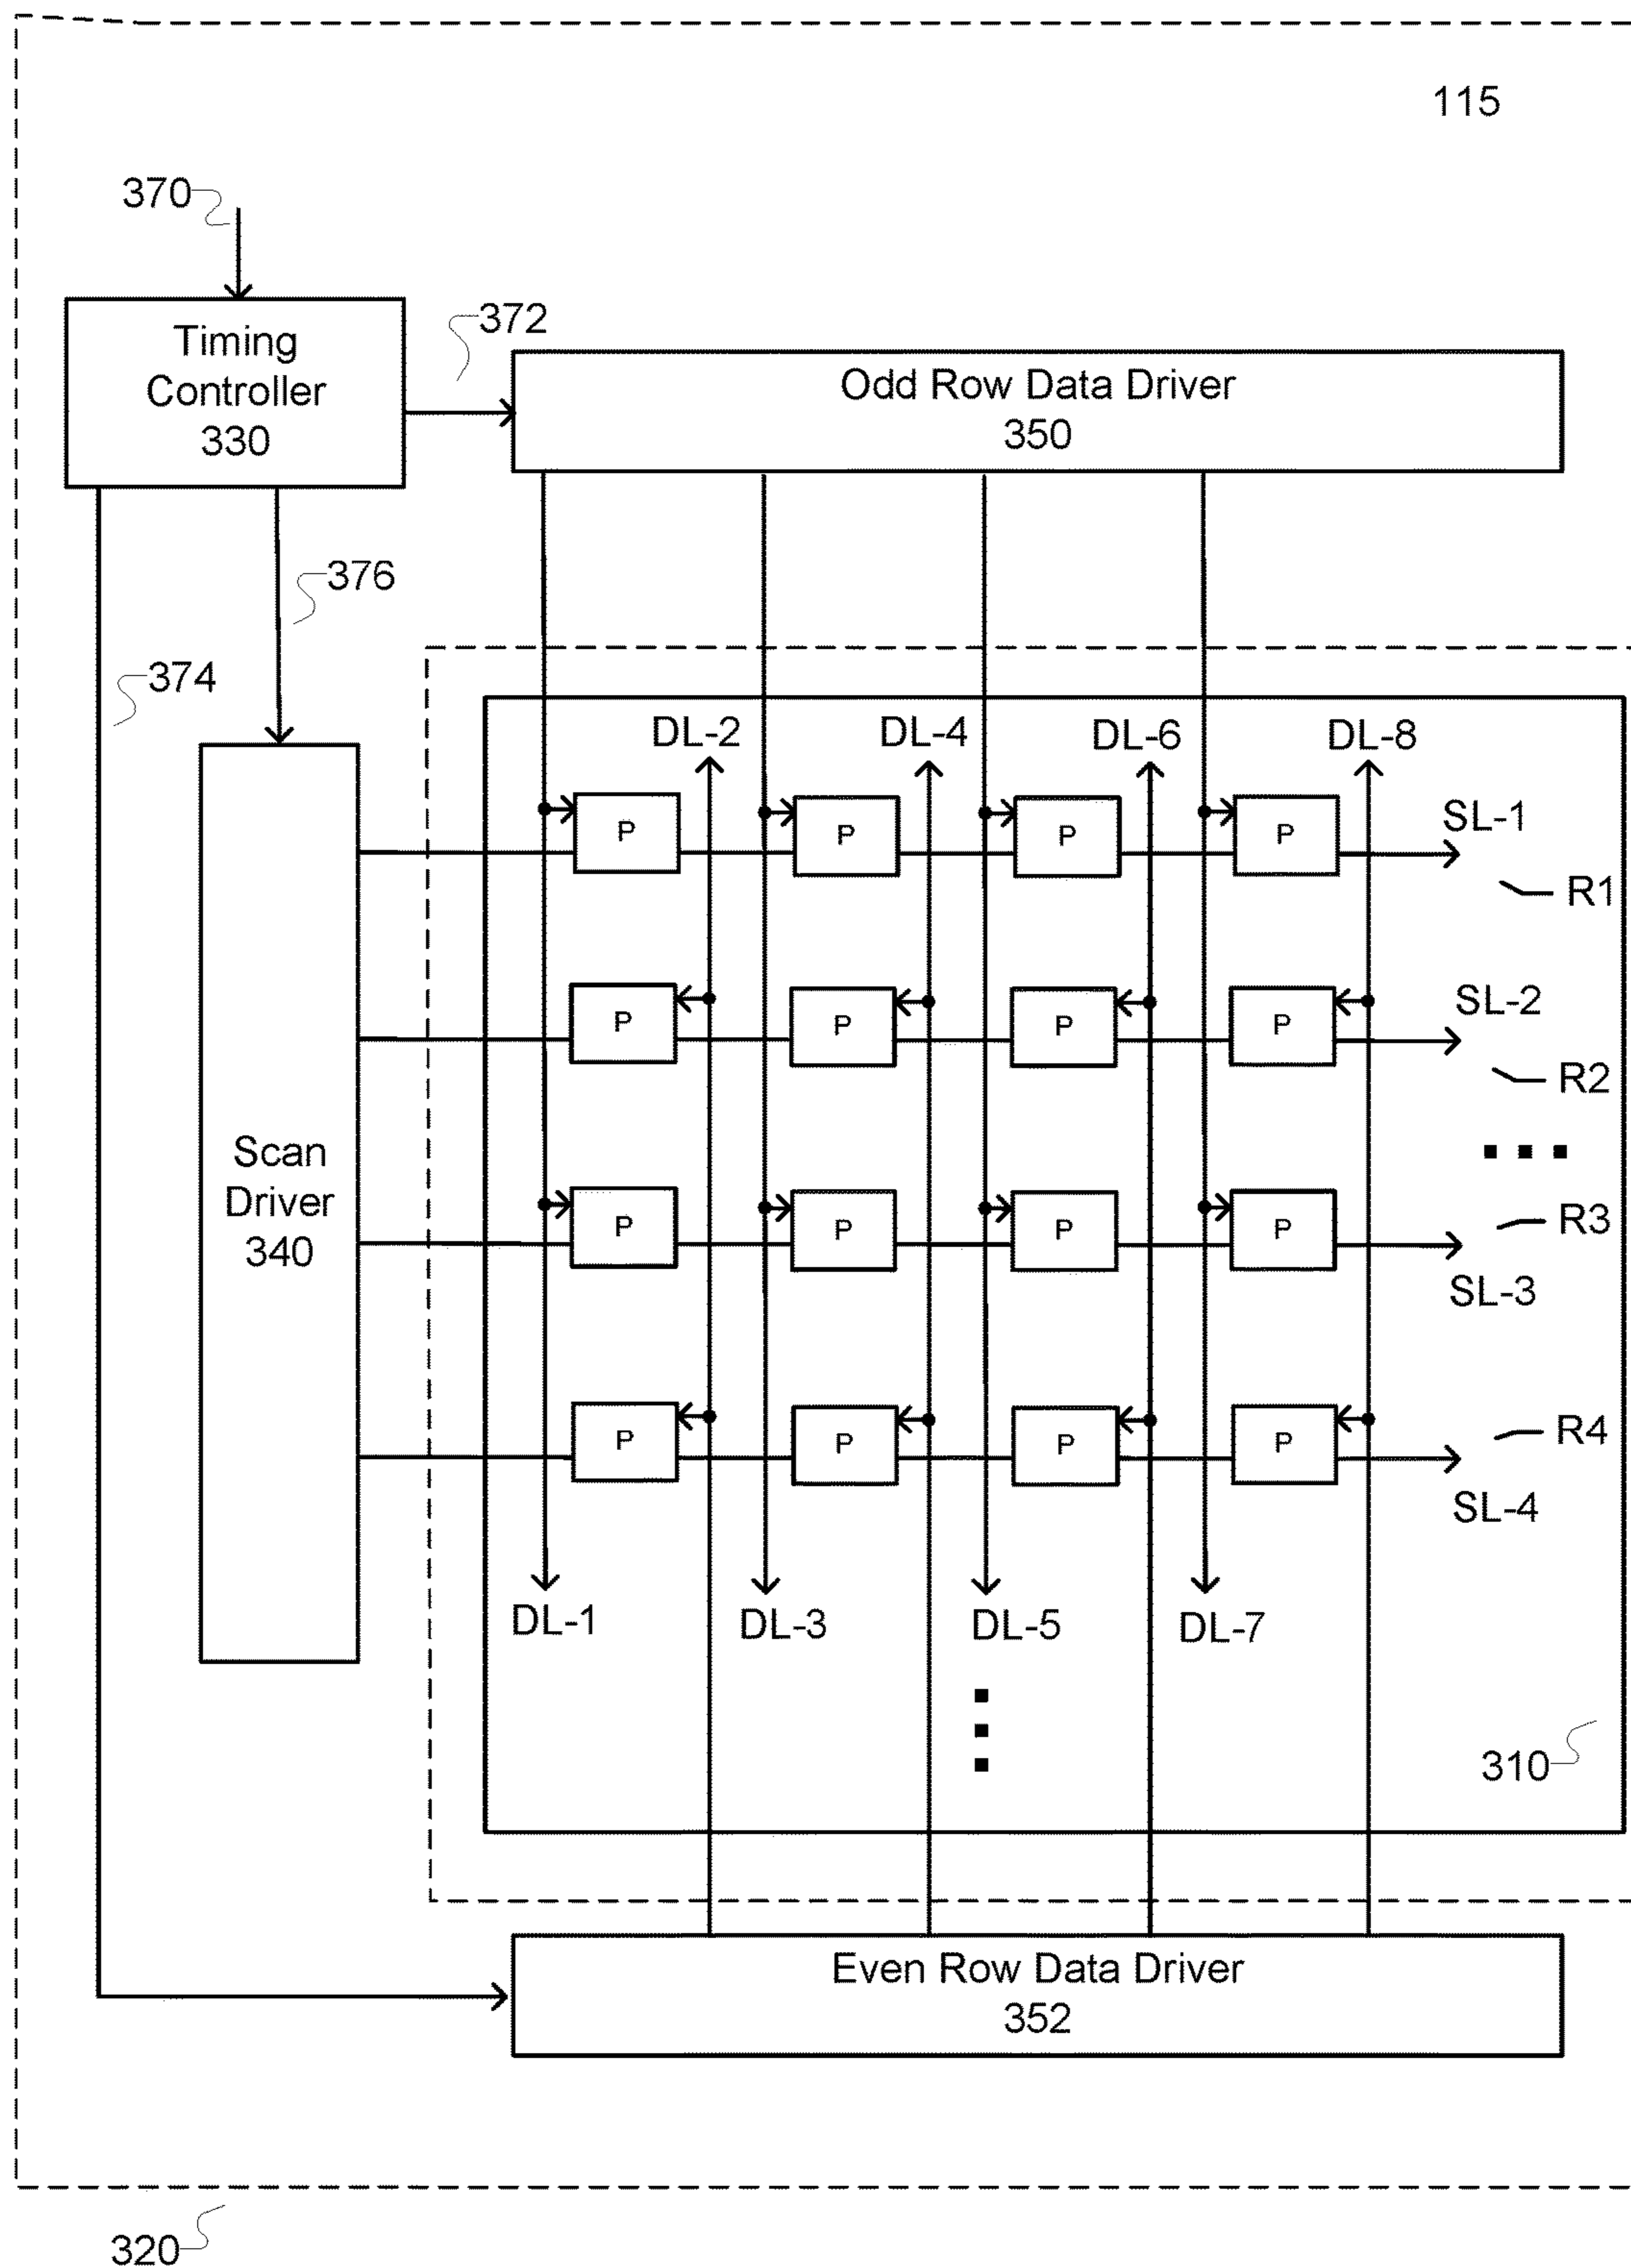 115
370
372
Timing
Controller
330
Odd Row Data Driver
350
376
374
DL-2
DL-4
DL-6
DL-8
P
P
P
P
SL-1
R1
P
P
P
P
SL-2
R2
Scan
Driver
340
P
P
P
P
R3
SL-3
P
P
P
P
R4
SL-4
DL-1
DL-3
DL-5
DL-7
310
Even Row Data Driver
352
320